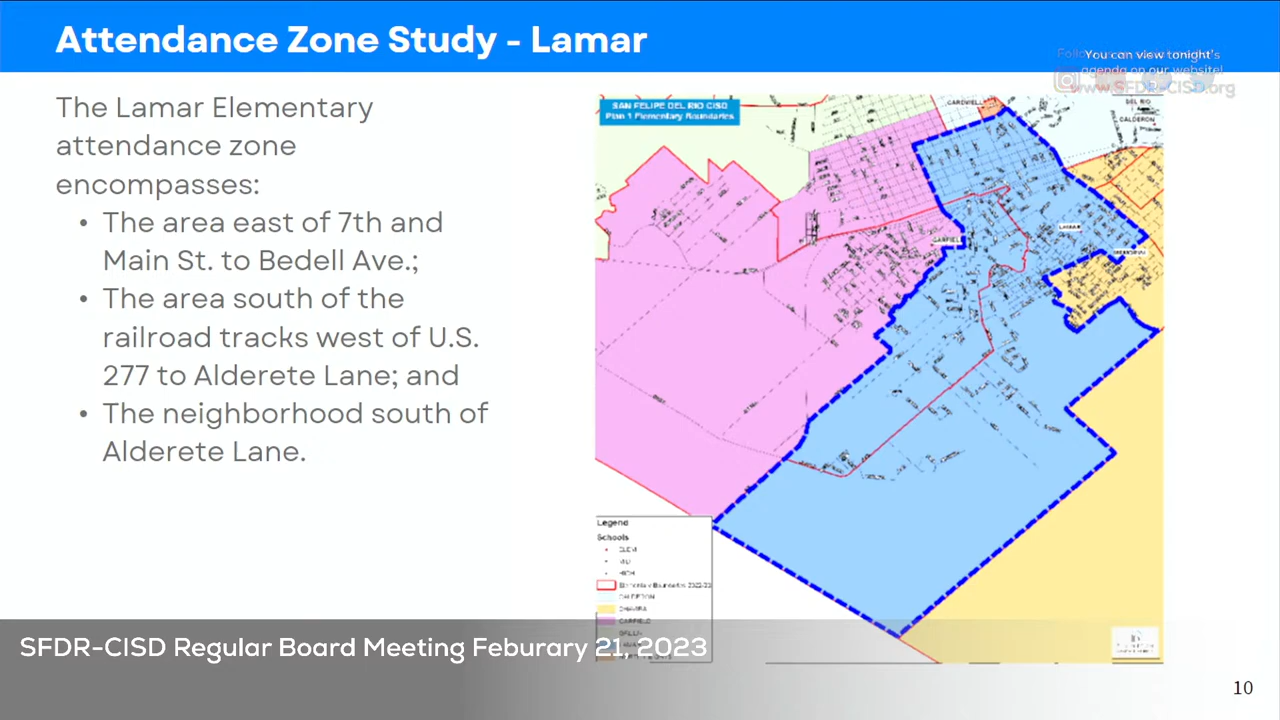 Attendance Zone Study - Lamar
You can view tonight's
agenda on our website!
www.SFDR-CISD.org
The Lamar Elementary
attendance zone
encompasses:
• The area east of 7th and
Main St. to Bedell Ave.;
• The area south of the
railroad tracks west of U.S.
277 to Alderete Lane; and
• The neighborhood south of
Alderete Lane.
SAN FELIPE DEL RIO CISD
Plan 1 Elementary Boundaries
CARDWELL
DEL RIO
CALDERON
LAMAR
GARFIELD
Legend
Schools
ELEM
MID
HIGH
CALDERON
CHAVIRA
GARFIELD
SFDR-CISD Regular Board Meeting Feburary 21, 2023
10